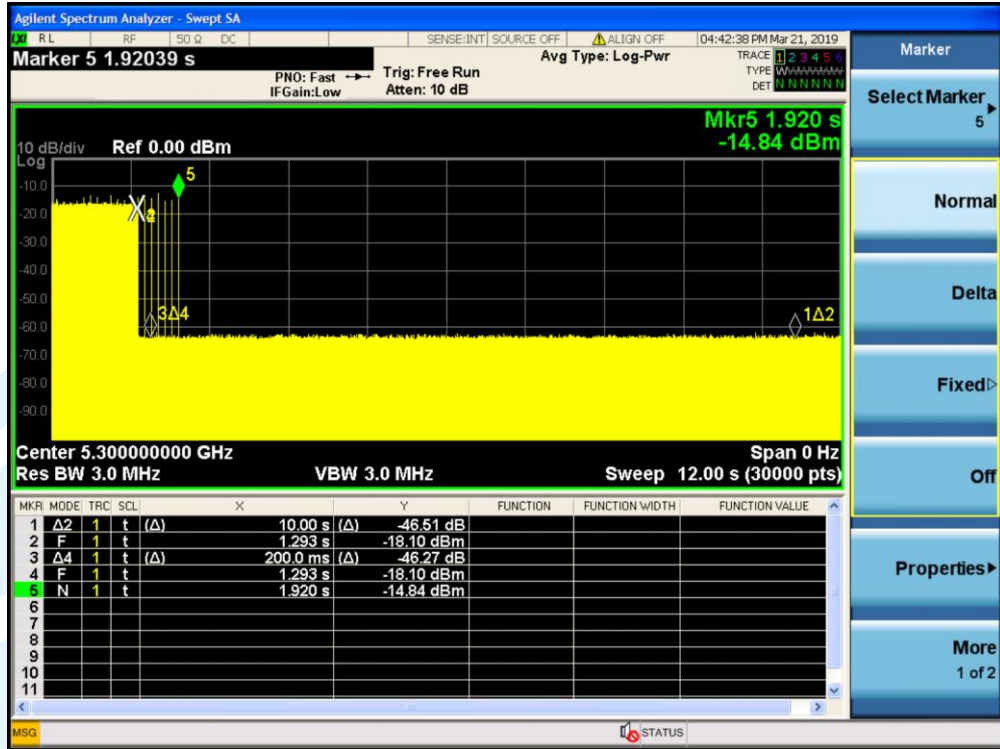 Agilent Spectrum Analyzer - Swept SA
LXI RL RF 50 Ω DC SENSE:INT SOURCE OFF ALIGN OFF 04:42:38 PM Mar 21, 2019
Marker 5 1.92039 s
PNO: Fast
IFGain:Low
Trig: Free Run
Atten: 10 dB
Avg Type: Log-Pwr
TRACE 1 2 3 4 5 6
TYPE WWWWWW
DET N N N N N N
Mkr5 1.920 s
-14.84 dBm
10 dB/div Ref 0.00 dBm
Log
-10.0
-20.0
-30.0
-40.0
-50.0
-60.0
-70.0
-80.0
-90.0
5
3Δ4
1Δ2
Center 5.300000000 GHz Span 0 Hz
Res BW 3.0 MHz VBW 3.0 MHz Sweep 12.00 s (30000 pts)
MKR MODE TRC SCL X Y FUNCTION FUNCTION WIDTH FUNCTION VALUE
1 Δ2 1 t (Δ) 10.00 s (Δ) -46.51 dB
2 F 1 t 1.293 s -18.10 dBm
3 Δ4 1 t (Δ) 200.0 ms (Δ) -46.27 dB
4 F 1 t 1.293 s -18.10 dBm
5 N 1 t 1.920 s -14.84 dBm
6
7
8
9
10
11
MSG STATUS
Marker
Select Marker
5
Normal
Delta
Fixed
Off
Properties
More
1 of 2